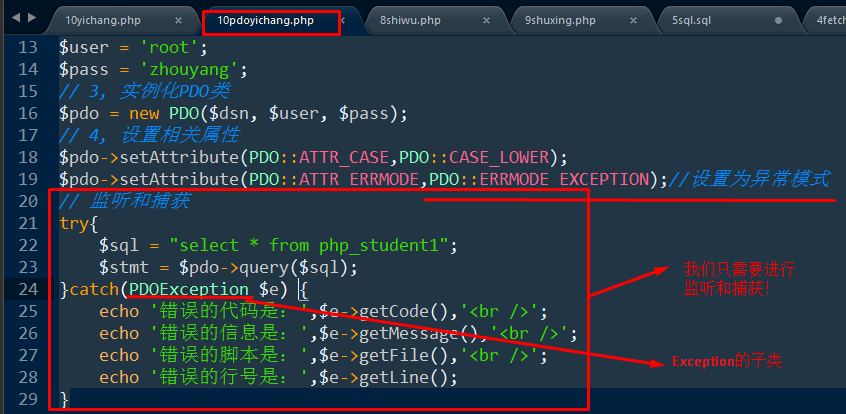 10yichang.php
10pdoyichang.php
8shiwu.php
9shuxing.php
5sql.sql
4fetch
13 $user = 'root';
14 $pass = 'zhouyang';
15 // 3, 实例化PDO类
16 $pdo = new PDO($dsn, $user, $pass);
17 // 4, 设置相关属性
18 $pdo->setAttribute(PDO::ATTR_CASE,PDO::CASE_LOWER);
19 $pdo->setAttribute(PDO::ATTR_ERRMODE,PDO::ERRMODE_EXCEPTION);//设置为异常模式
20 // 监听和捕获
21 try{
22 $sql = "select * from php_student1";
23 $stmt = $pdo->query($sql);
24 }catch(PDOException $e) {
25 echo '错误的代码是：',$e->getCode(),'<br />';
26 echo '错误的信息是：',$e->getMessage(),'<br />';
27 echo '错误的脚本是：',$e->getFile(),'<br />';
28 echo '错误的行号是：',$e->getLine();
29 }
我们只需要进行
监听和捕获！
Exception的子类